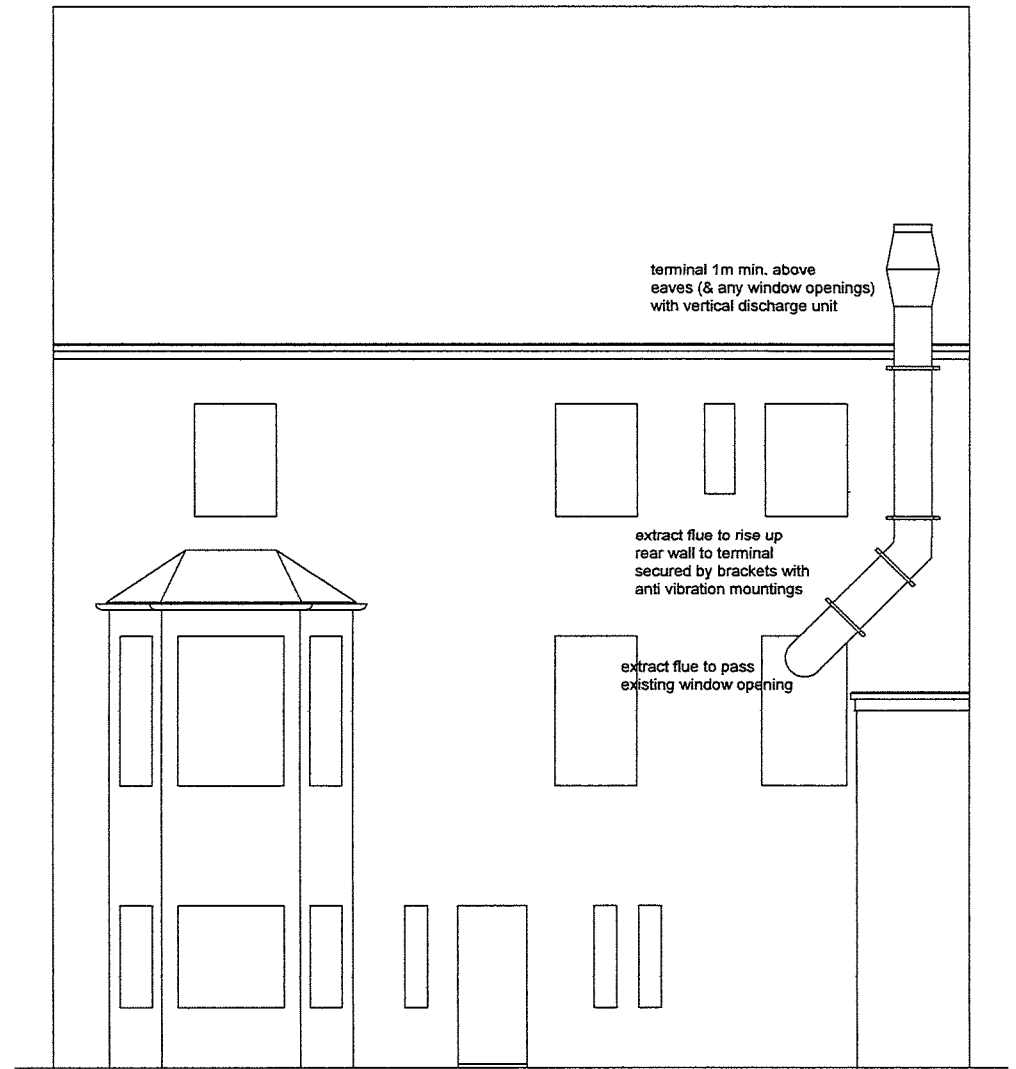 terminal 1m min. above
eaves (& any window openings)
with vertical discharge unit
extract flue to rise up
rear wall to terminal
secured by brackets with
anti vibration mountings
extract flue to pass
existing window opening